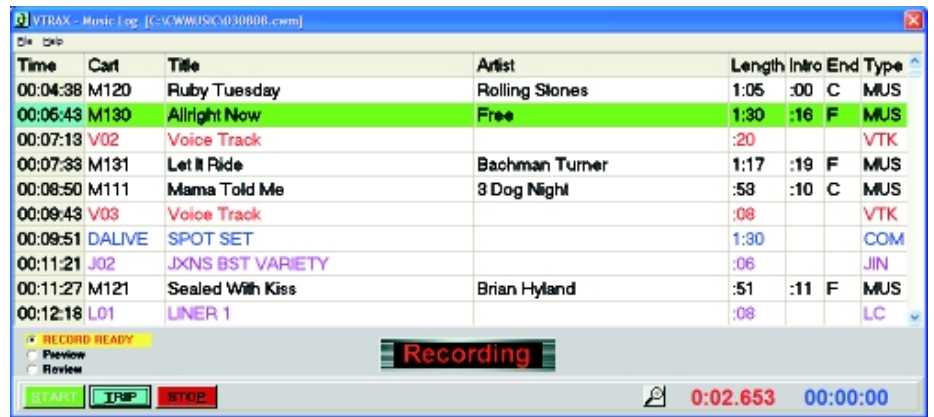 VTRAX - Music Log [C:\CWMUSIC\030808.cwm]
File Help
Time Cart Title Artist Length Intro End Type
00:04:38 M120 Ruby Tuesday Rolling Stones 1:05 :00 C MUS
00:05:43 M130 Allright Now Free 1:30 :16 F MUS
00:07:13 V02 Voice Track :20 VTK
00:07:33 M131 Let It Ride Bachman Turner 1:17 :19 F MUS
00:08:50 M111 Mama Told Me 3 Dog Night :53 :10 C MUS
00:09:43 V03 Voice Track :08 VTK
00:09:51 DALIVE SPOT SET 1:30 COM
00:11:21 J02 JXNS BST VARIETY :06 JIN
00:11:27 M121 Sealed With Kiss Brian Hyland :51 :11 F MUS
00:12:18 L01 LINER 1 :08 LC
RECORD READY
Preview
Review
Recording
START TRIP STOP 0:02.653 00:00:00